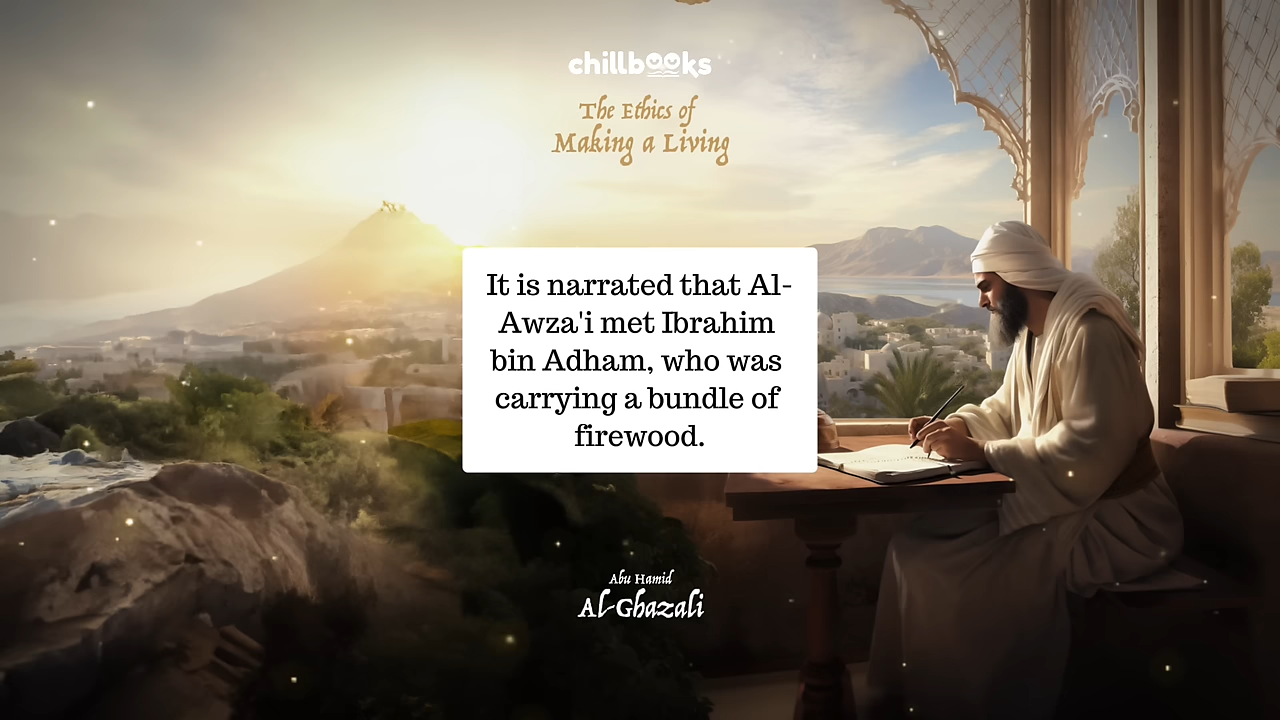 chillbooks
The Ethics of
Making a Living
It is narrated that Al-
Awza'i met Ibrahim
bin Adham, who was
carrying a bundle of
firewood.
Abu Hamid
Al-Ghazali